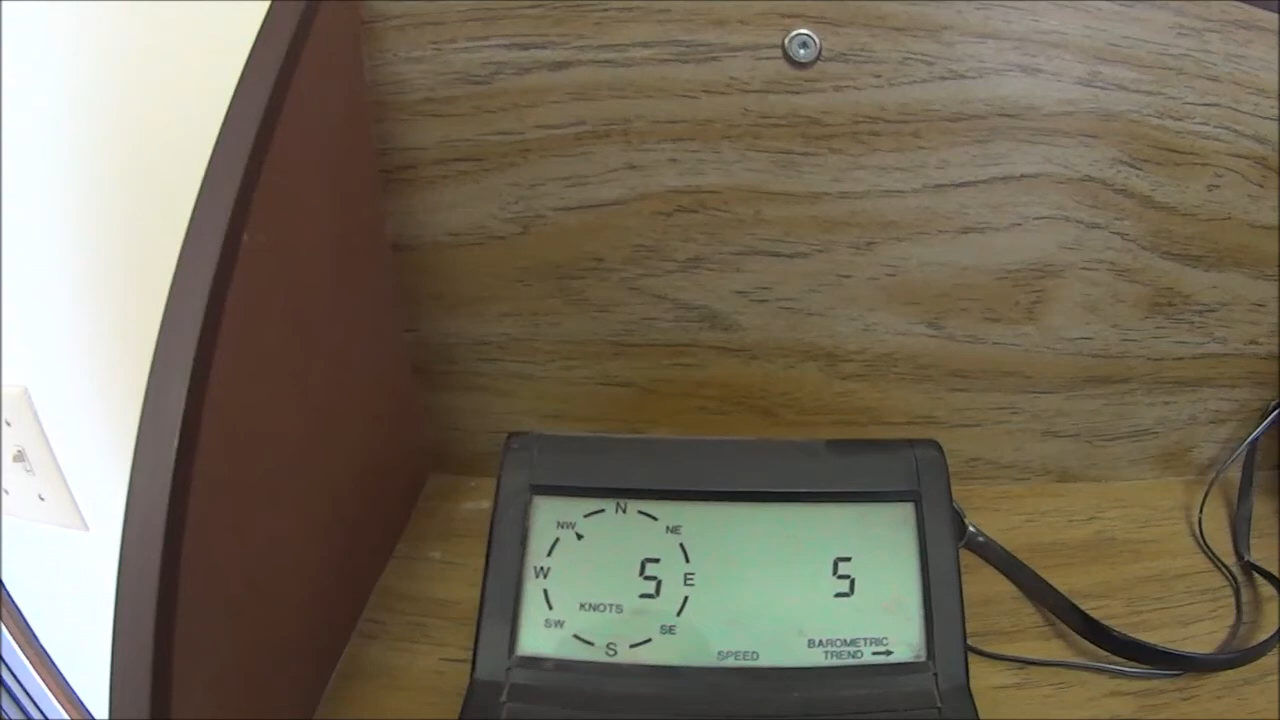 N
NW NE
W 5 E 5
KNOTS
SW SE
S
SPEED
BAROMETRIC
TREND →